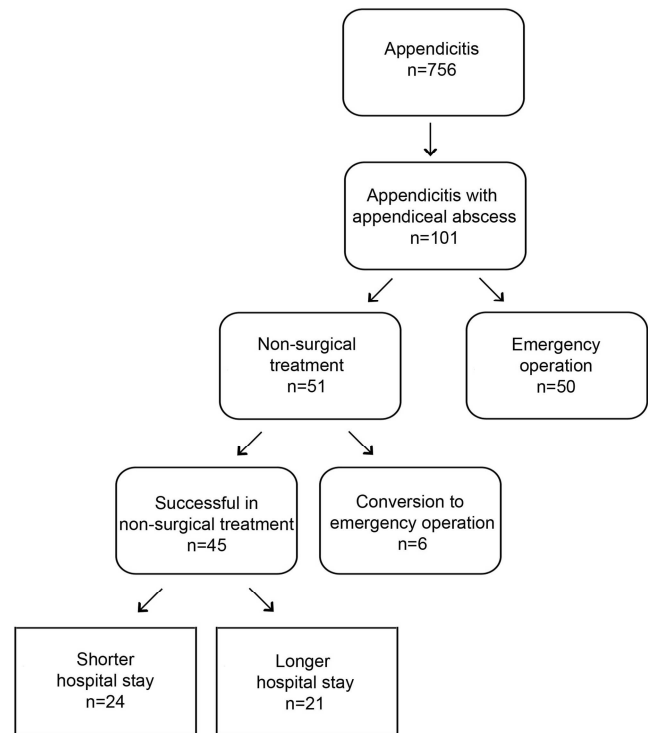 Appendicitis
n=756
Appendicitis with
appendiceal abscess
n=101
Non-surgical
treatment
n=51
Emergency
operation
n=50
Successful in
non-surgical treatment
n=45
Conversion to
emergency operation
n=6
Shorter
hospital stay
n=24
Longer
hospital stay
n=21